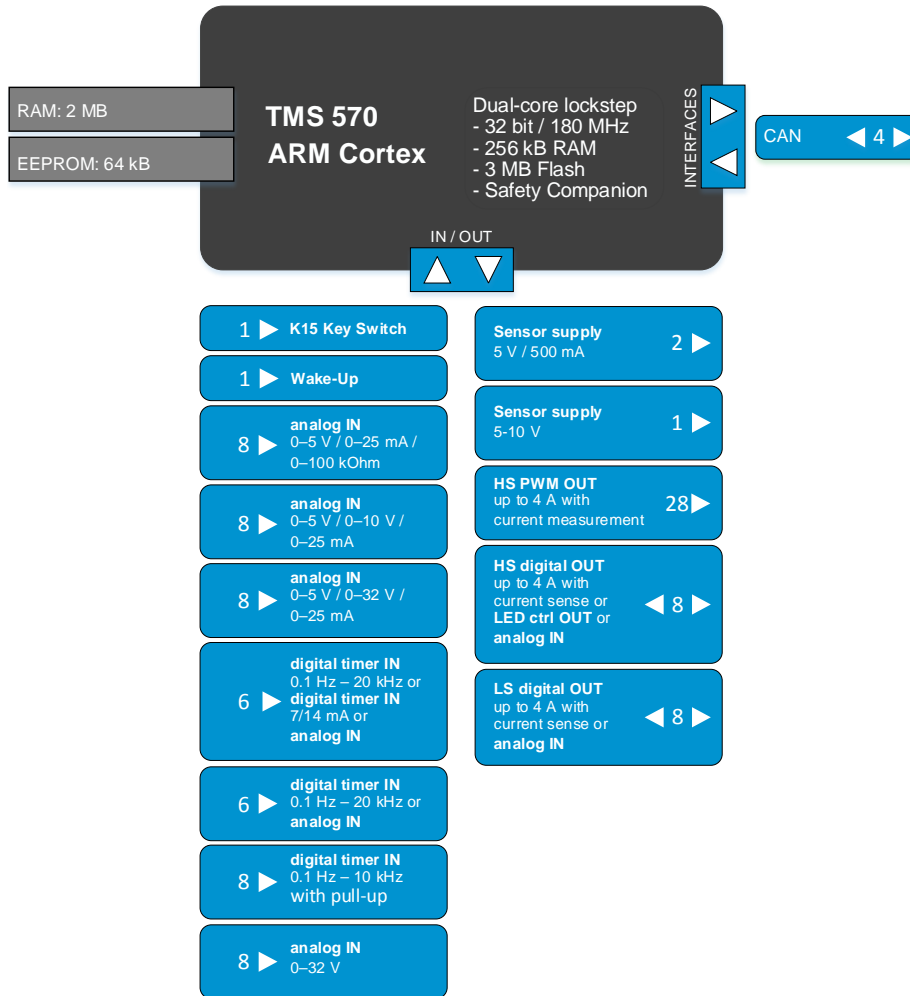 RAM: 2 MB
EEPROM: 64 kB
TMS 570
ARM Cortex
Dual-core lockstep
- 32 bit / 180 MHz
- 256 kB RAM
- 3 MB Flash
- Safety Companion
INTERFACES
CAN
4
IN / OUT
1
K15 Key Switch
1
Wake-Up
8
analog IN
0–5 V / 0–25 mA /
0–100 kOhm
8
analog IN
0–5 V / 0–10 V /
0–25 mA
8
analog IN
0–5 V / 0–32 V /
0–25 mA
6
digital timer IN
0.1 Hz – 20 kHz or
digital timer IN
7/14 mA or
analog IN
6
digital timer IN
0.1 Hz – 20 kHz or
analog IN
8
digital timer IN
0.1 Hz – 10 kHz
with pull-up
8
analog IN
0–32 V
Sensor supply
5 V / 500 mA
2
Sensor supply
5-10 V
1
HS PWM OUT
up to 4 A with
current measurement
28
HS digital OUT
up to 4 A with
current sense or
LED ctrl OUT or
analog IN
8
LS digital OUT
up to 4 A with
current sense or
analog IN
8